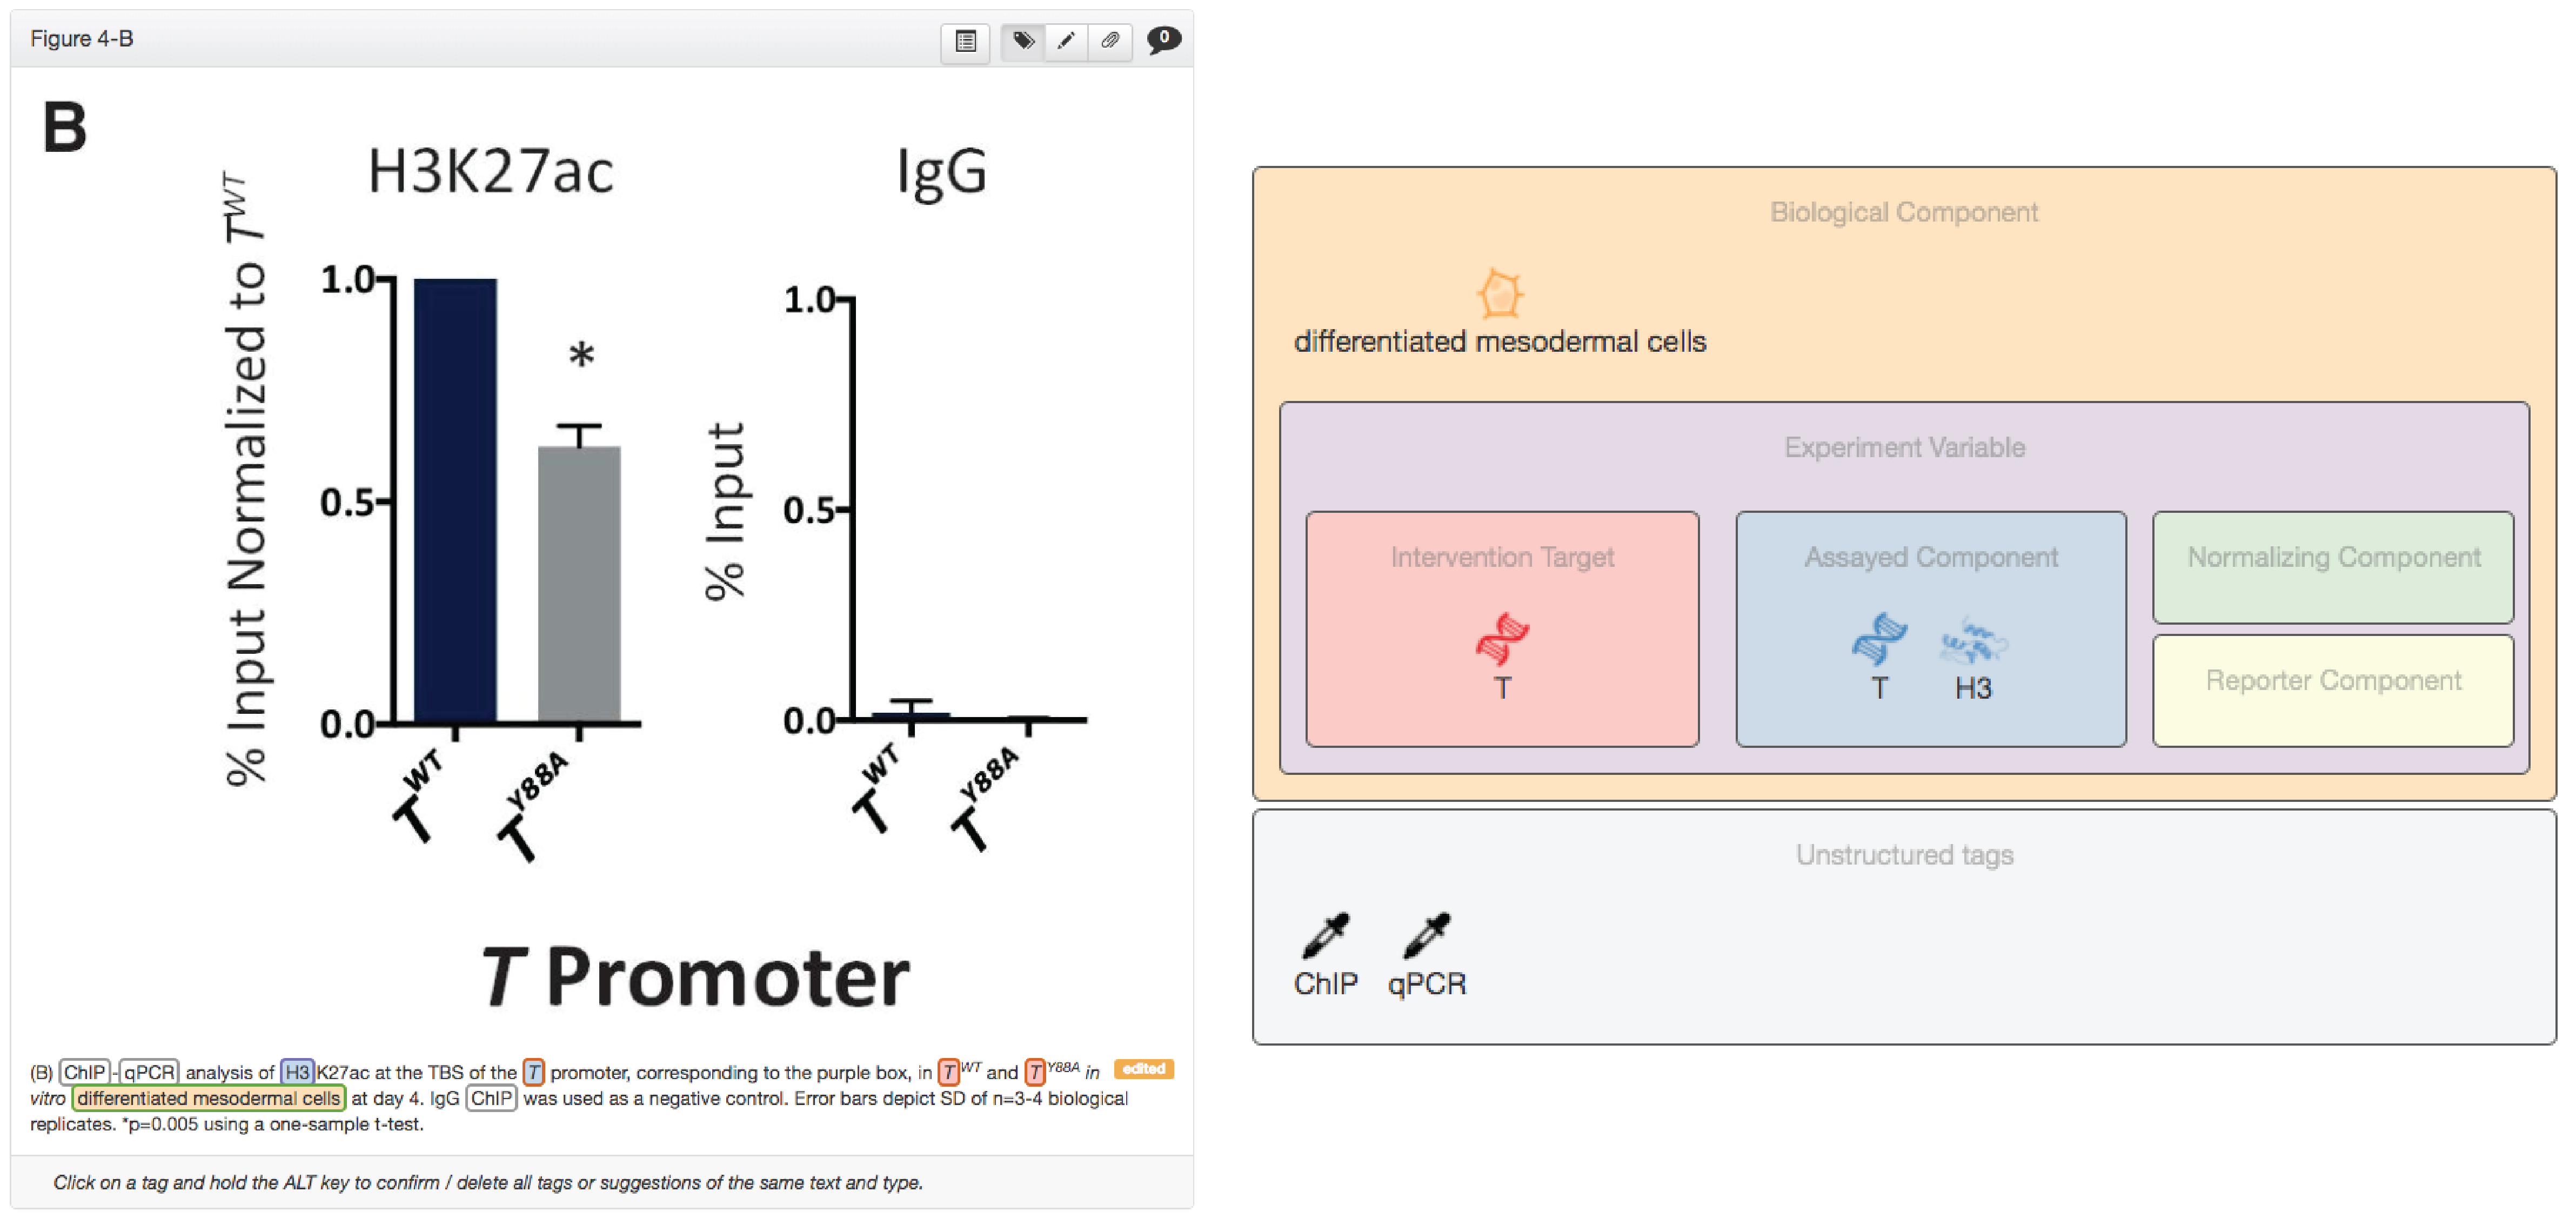 Figure 4-B
0
B
H3K27ac
IgG
% Input Normalized to T^WT
1.0
0.5
0.0
*
T^WT
T^Y88A
% Input
1.0
0.5
0.0
T^WT
T^Y88A
T Promoter
(B) ChIP-qPCR analysis of H3K27ac at the TBS of the T promoter, corresponding to the purple box, in T^WT and T^Y88A in
edited
vitro differentiated mesodermal cells at day 4. IgG ChIP was used as a negative control. Error bars depict SD of n=3-4 biological
replicates. *p=0.005 using a one-sample t-test.
Click on a tag and hold the ALT key to confirm / delete all tags or suggestions of the same text and type.
Biological Component
differentiated mesodermal cells
Experiment Variable
Intervention Target
T
Assayed Component
T H3
Normalizing Component
Reporter Component
Unstructured tags
ChIP qPCR